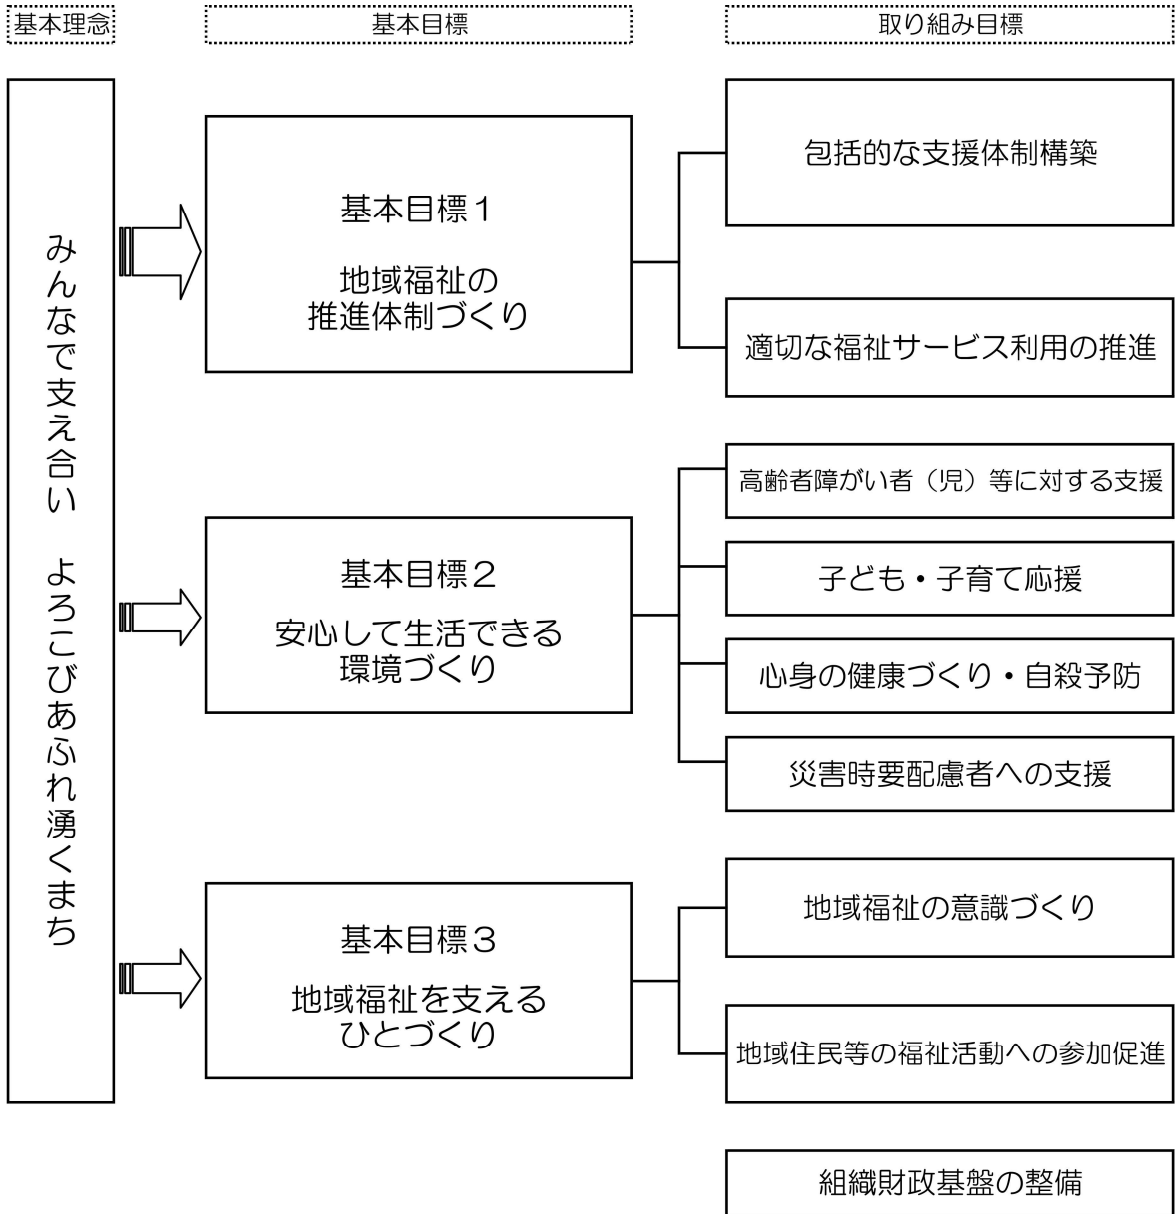 基本理念
基本目標
取り組み目標
みんなで支え合い　よろこびあふれ湧くまち
基本目標１
地域福祉の
推進体制づくり
包括的な支援体制構築
適切な福祉サービス利用の推進
基本目標２
安心して生活できる
環境づくり
高齢者障がい者（児）等に対する支援
子ども・子育て応援
心身の健康づくり・自殺予防
災害時要配慮者への支援
基本目標３
地域福祉を支える
ひとづくり
地域福祉の意識づくり
地域住民等の福祉活動への参加促進
組織財政基盤の整備